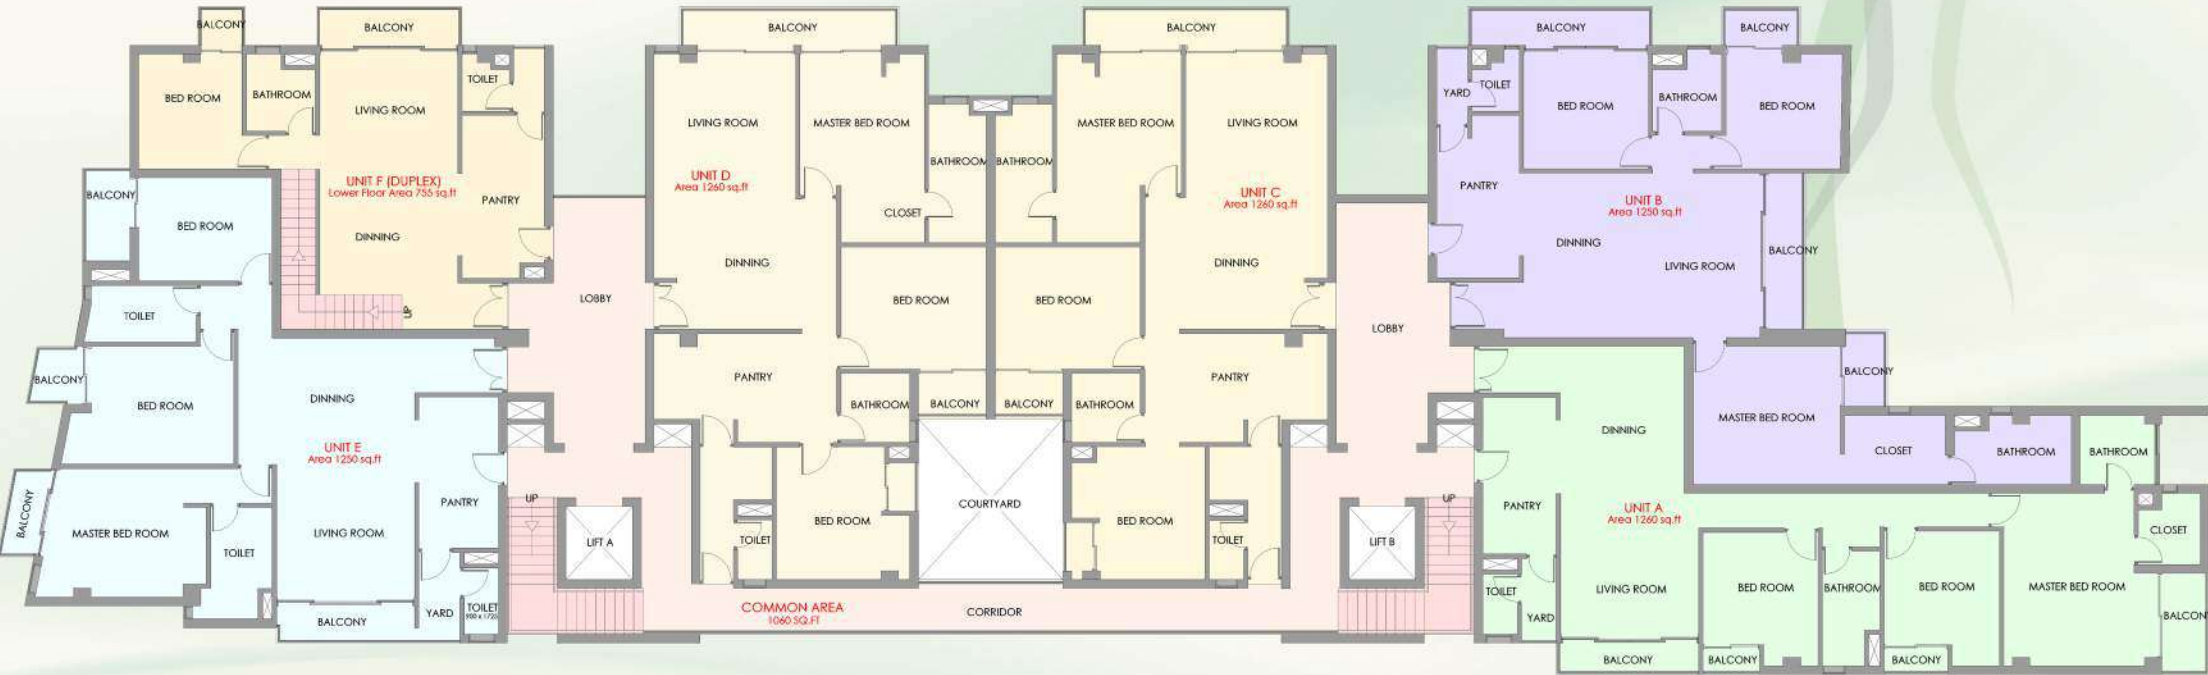 BALCONY
BALCONY
BED ROOM
BATHROOM
LIVING ROOM
TOILET
UNIT F (DUPLEX)
Lower Floor Area 755 sq.ft
PANTRY
DINNING
UP
BALCONY
BED ROOM
TOILET
BALCONY
BED ROOM
DINNING
UNIT E
Area 1250 sq.ft
BALCONY
MASTER BED ROOM
TOILET
LIVING ROOM
PANTRY
BALCONY
YARD
TOILET
LOBBY
UP
LIFT A
BALCONY
LIVING ROOM
MASTER BED ROOM
UNIT D
Area 1260 sq.ft
BATHROOM
CLOSET
DINNING
BED ROOM
PANTRY
BATHROOM
BALCONY
BED ROOM
TOILET
COURTYARD
COMMON AREA
1060 SQ.FT
CORRIDOR
BALCONY
MASTER BED ROOM
LIVING ROOM
BATHROOM
UNIT C
Area 1260 sq.ft
DINNING
BED ROOM
PANTRY
BALCONY
BATHROOM
BED ROOM
TOILET
LOBBY
LIFT B
UP
BALCONY
BALCONY
YARD
TOILET
BED ROOM
BATHROOM
BED ROOM
PANTRY
UNIT B
Area 1250 sq.ft
DINNING
LIVING ROOM
BALCONY
BALCONY
MASTER BED ROOM
CLOSET
BATHROOM
DINNING
BATHROOM
PANTRY
UNIT A
Area 1260 sq.ft
CLOSET
TOILET
YARD
LIVING ROOM
BED ROOM
BATHROOM
BED ROOM
MASTER BED ROOM
BALCON
BALCONY
BALCONY
BALCONY